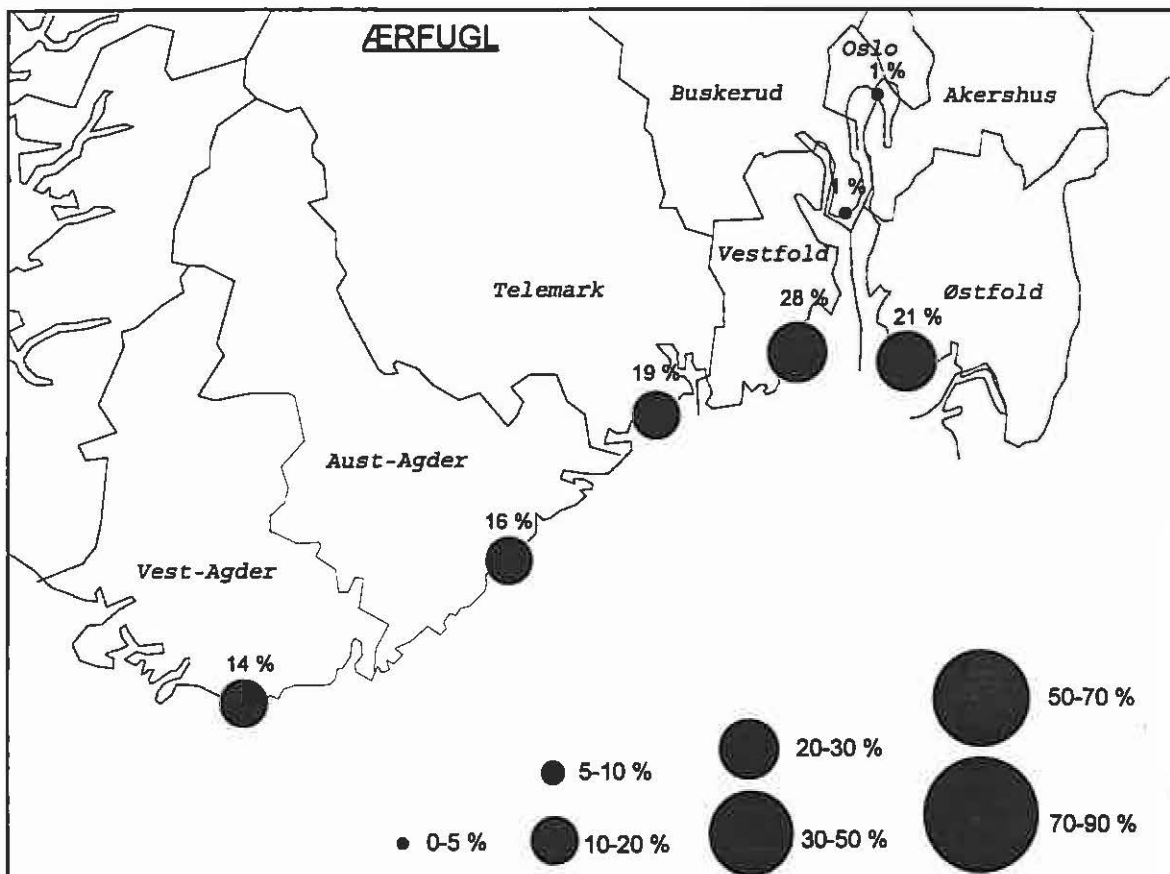 ÆRFUGL
Oslo
1 %
Buskerud
Akershus
1 %
Vestfold
Telemark
28 %
Østfold
21 %
19 %
Aust-Agder
16 %
Vest-Agder
14 %
50-70 %
20-30 %
5-10 %
70-90 %
0-5 %
10-20 %
30-50 %